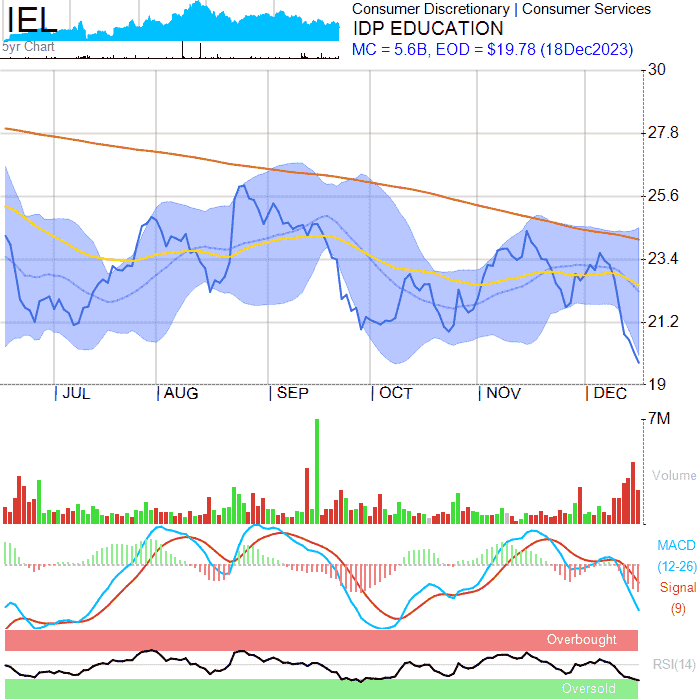 IEL
5yr Chart
Consumer Discretionary | Consumer Services
IDP EDUCATION
MC = 5.6B, EOD = $19.78 (18Dec2023)
30
27.8
25.6
23.4
21.2
19
| JUL | AUG | SEP | OCT | NOV | DEC
7M
Volume
MACD
(12-26)
Signal
(9)
Overbought
RSI(14)
Oversold